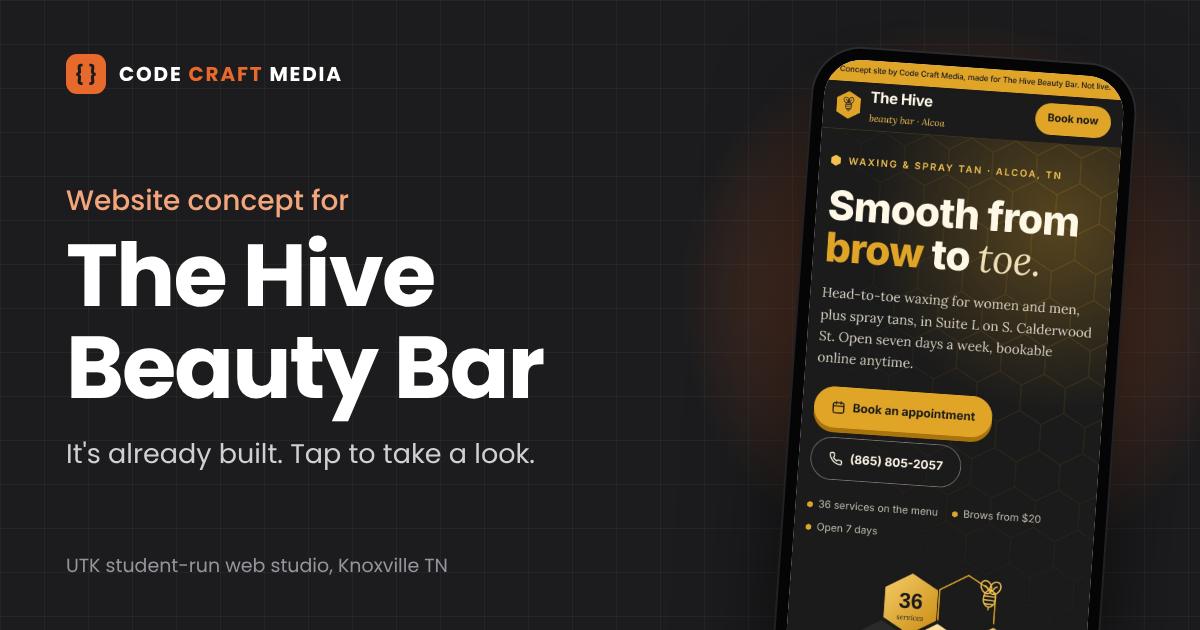 { } CODE CRAFT MEDIA
Website concept for
The Hive
Beauty Bar
It's already built. Tap to take a look.
UTK student-run web studio, Knoxville TN
Concept site by Code Craft Media, made for The Hive Beauty Bar. Not live.
The Hive
beauty bar · Alcoa
Book now
WAXING & SPRAY TAN · ALCOA, TN
Smooth from
brow to toe.
Head-to-toe waxing for women and men,
plus spray tans, in Suite L on S. Calderwood
St. Open seven days a week, bookable
online anytime.
Book an appointment
(865) 805-2057
36 services on the menu
Brows from $20
Open 7 days
36
services